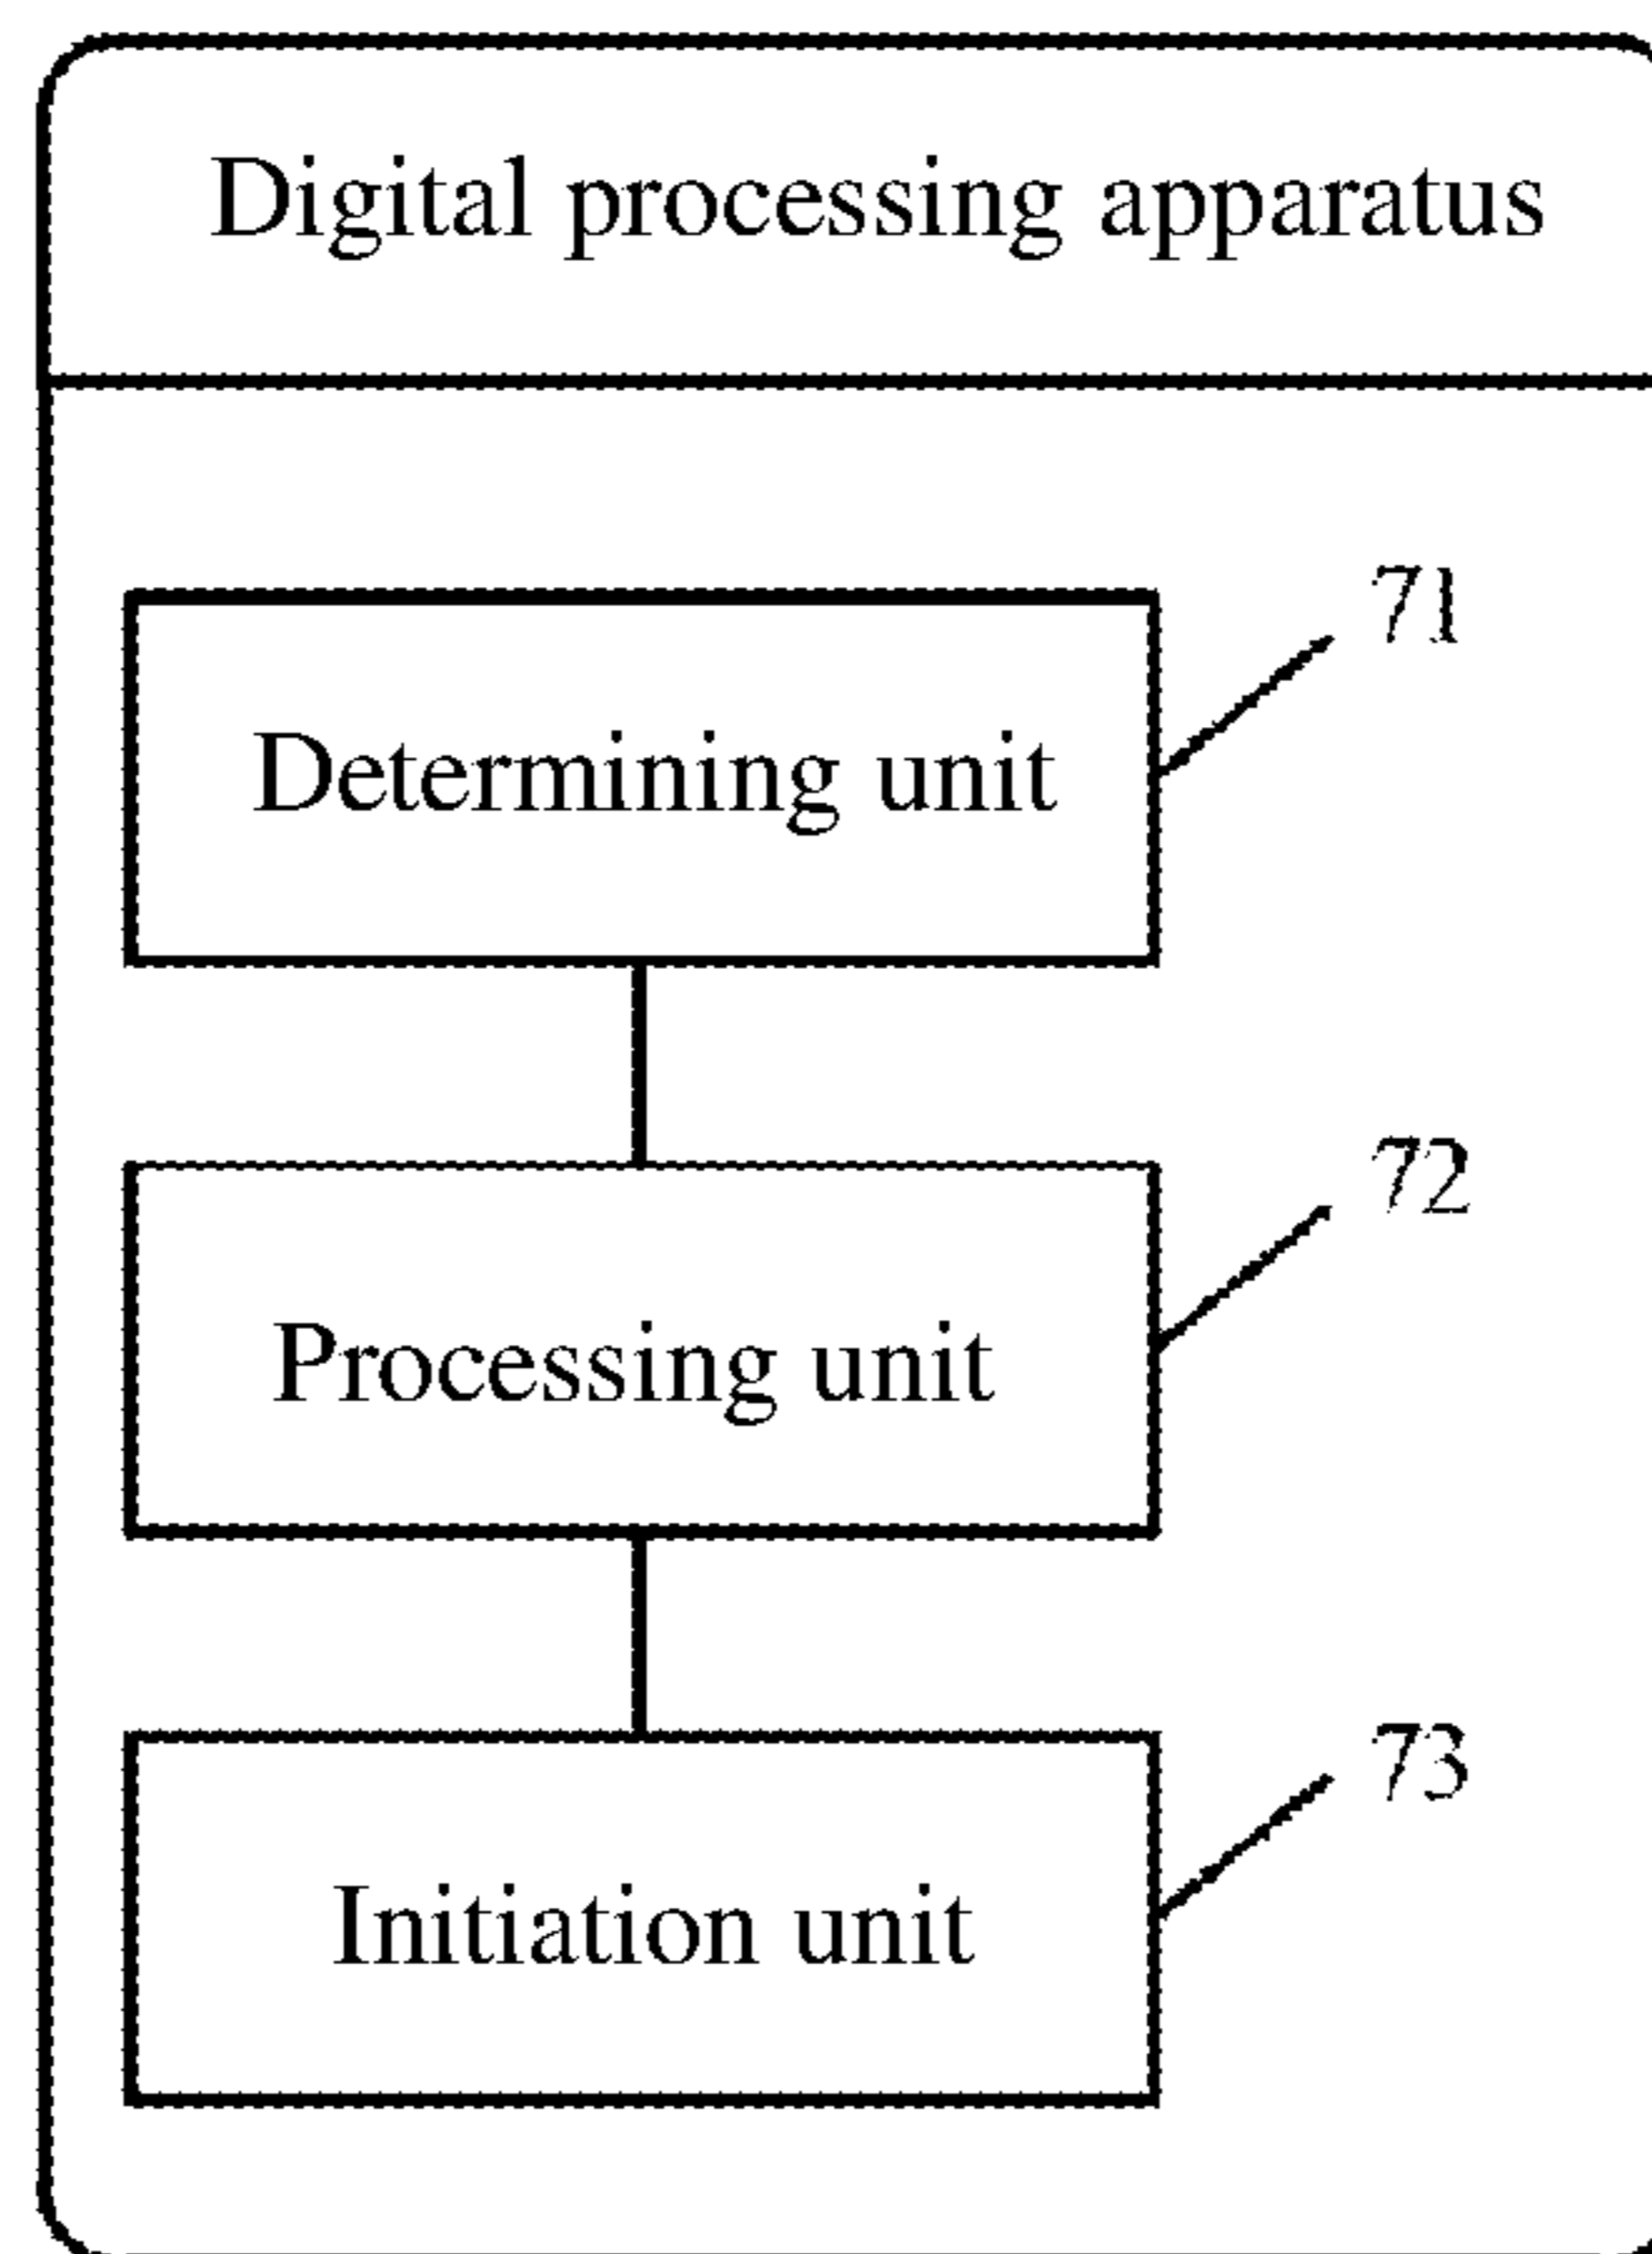 Digital processing apparatus
71
Determining unit
72
Processing unit
73
Initiation unit